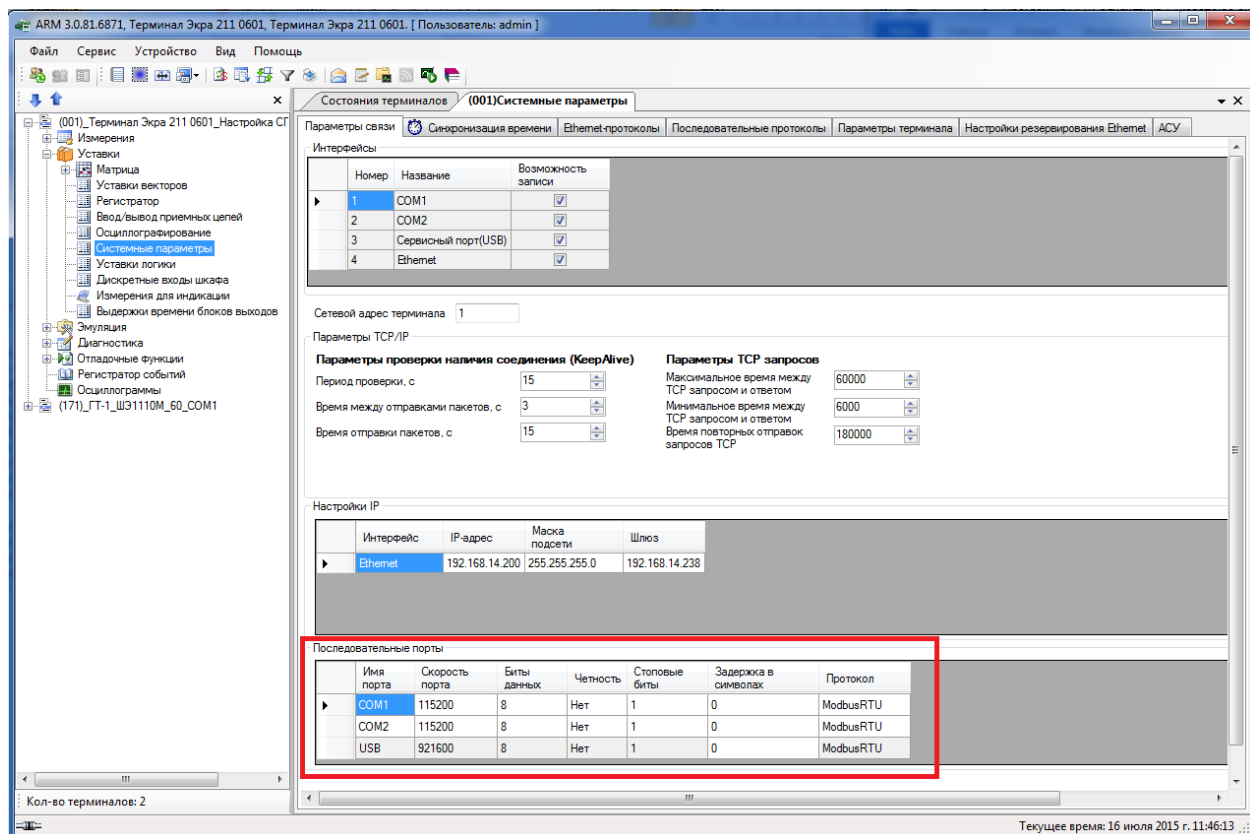 ARM 3.0.81.6871, Терминал Экра 211 0601, Терминал Экра 211 0601. [ Пользователь: admin ]
Файл Сервис Устройство Вид Помощь
Состояния терминалов (001)Системные параметры
(001)_Терминал Экра 211 0601_Настройка СГ
Измерения
Уставки
Матрица
Уставки векторов
Регистратор
Ввод/вывод приемных цепей
Осциллографирование
Системные параметры
Уставки логики
Дискретные входы шкафа
Измерения для индикации
Выдержки времени блоков выходов
Эмуляция
Диагностика
Отладочные функции
Регистратор событий
Осциллограммы
(171)_ГТ-1_ШЭ1110М_60_COM1
Кол-во терминалов: 2
Параметры связи Синхронизация времени Ethernet-протоколы Последовательные протоколы Параметры терминала Настройки резервирования Ethernet АСУ
Интерфейсы
Номер Название Возможность записи
1 COM1
2 COM2
3 Сервисный порт(USB)
4 Ethernet
Сетевой адрес терминала 1
Параметры TCP/IP
Параметры проверки наличия соединения (KeepAlive)
Период проверки, с 15
Время между отправками пакетов, с 3
Время отправки пакетов, с 15
Параметры TCP запросов
Максимальное время между TCP запросом и ответом 60000
Минимальное время между TCP запросом и ответом 6000
Время повторных отправок запросов TCP 180000
Настройки IP
Интерфейс IP-адрес Маска подсети Шлюз
Ethernet 192.168.14.200 255.255.255.0 192.168.14.238
Последовательные порты
Имя порта Скорость порта Биты данных Четность Стоповые биты Задержка в символах Протокол
COM1 115200 8 Нет 1 0 ModbusRTU
COM2 115200 8 Нет 1 0 ModbusRTU
USB 921600 8 Нет 1 0 ModbusRTU
Текущее время: 16 июля 2015 г. 11:46:13